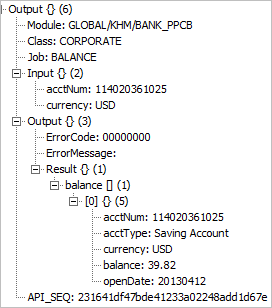 Output {} (6)
Module: GLOBAL/KHM/BANK_PPCB
Class: CORPORATE
Job: BALANCE
Input {} (2)
acctNum: 114020361025
currency: USD
Output {} (3)
ErrorCode: 00000000
ErrorMessage:
Result {} (1)
balance [] (1)
[0] {} (5)
acctNum: 114020361025
acctType: Saving Account
currency: USD
balance: 39.82
openDate: 20130412
API_SEQ: 231641df47bde41233a02248add1d67e